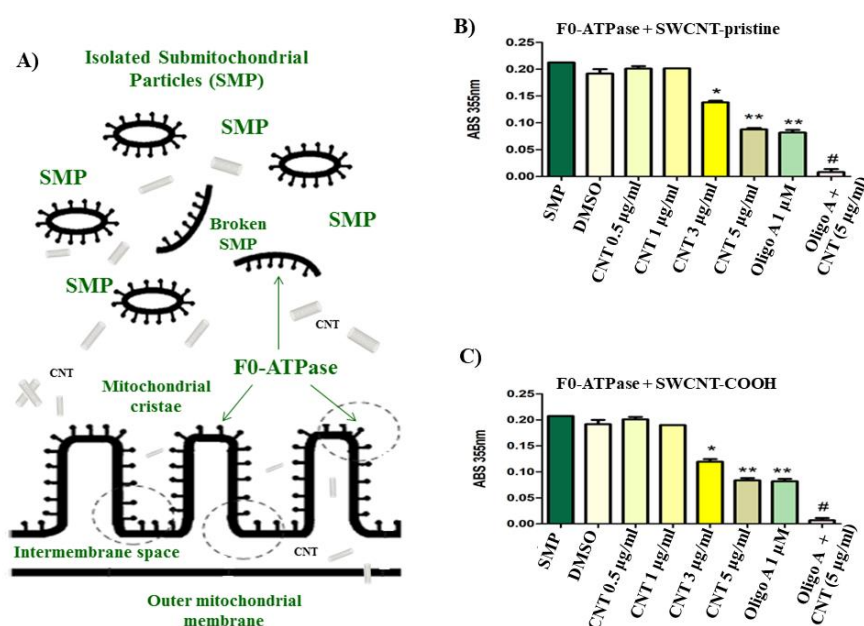 A)
Isolated Submitochondrial
Particles (SMP)
SMP
SMP
SMP
Broken
SMP
SMP
CNT
F0-ATPase
CNT
Mitochondrial
cristae
Intermembrane space
CNT
Outer mitochondrial
membrane
B)
F0-ATPase + SWCNT-pristine
ABS 355nm
0.25
0.20
0.15
0.10
0.05
0.00
*
**
**
#
SMP
DMSO
CNT 0.5 µg/ml
CNT 1 µg/ml
CNT 3 µg/ml
CNT 5 µg/ml
Oligo A 1 µM
Oligo A +
CNT (5 µg/ml)
C)
F0-ATPase + SWCNT-COOH
ABS 355nm
0.25
0.20
0.15
0.10
0.05
0.00
*
**
**
#
SMP
DMSO
CNT 0.5 µg/ml
CNT 1 µg/ml
CNT 3 µg/ml
CNT 5 µg/ml
Oligo A 1 µM
Oligo A +
CNT (5 µg/ml)